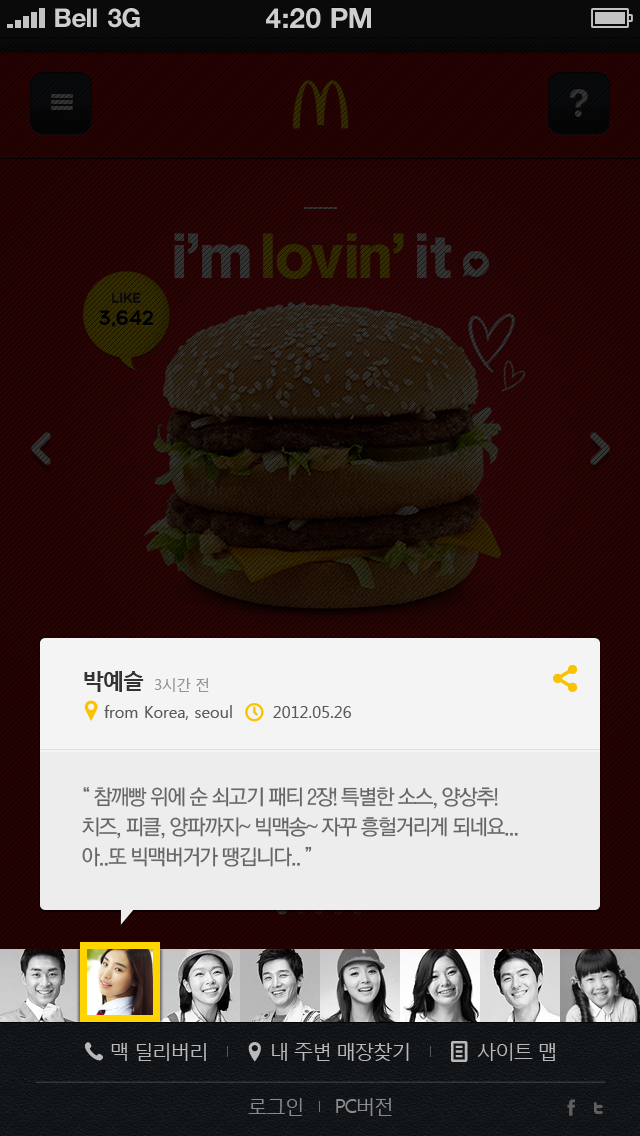 Bell 3G
4:20 PM
?
i'm lovin' it
LIKE
3,642
박예슬 3시간 전
from Korea, seoul 2012.05.26
“ 참깨빵 위에 순 쇠고기 패티 2장! 특별한 소스, 양상추!
치즈, 피클, 양파까지~ 빅맥송~ 자꾸 흥헐거리게 되네요...
아..또 빅맥버거가 땡깁니다.. ”
맥 딜리버리 | 내 주변 매장찾기 | 사이트 맵
로그인 | PC버전